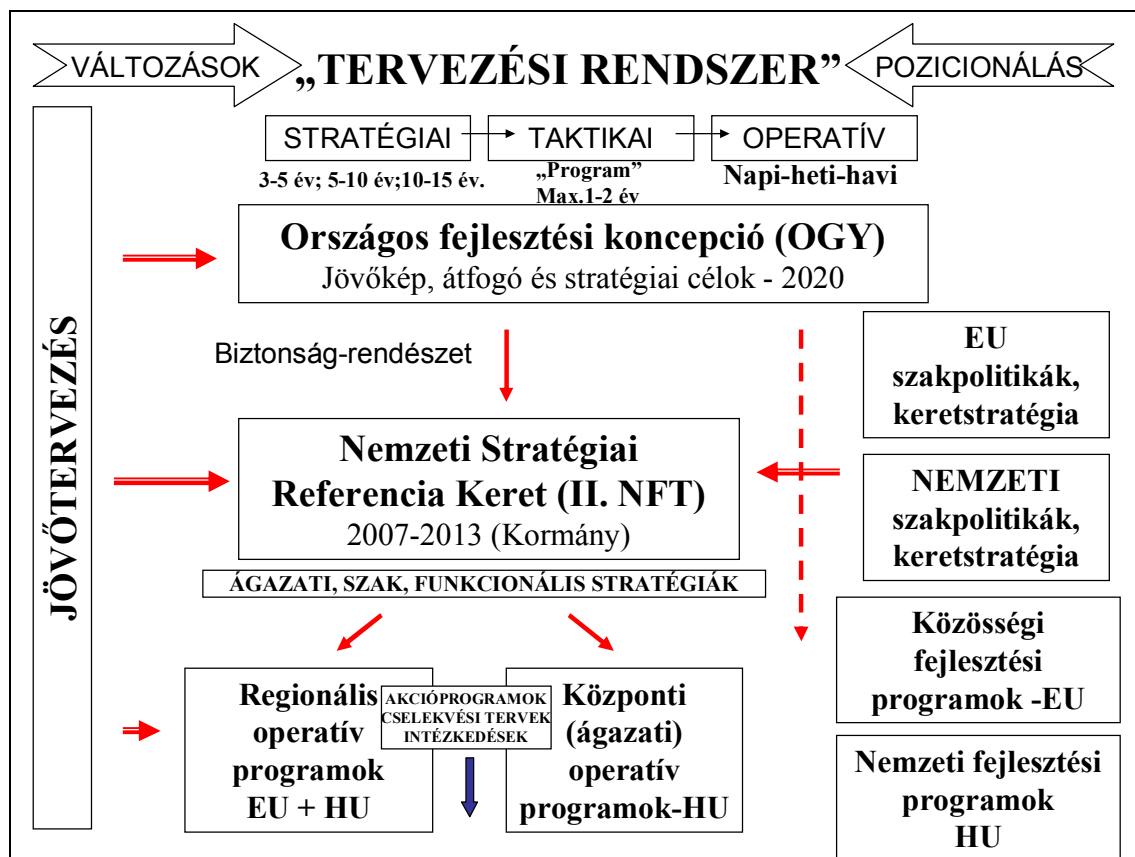 VÁLTOZÁSOK
„TERVEZÉSI RENDSZER”
POZICIONÁLÁS
STRATÉGIAI
TAKTIKAI
OPERATÍV
3-5 év; 5-10 év;10-15 év.
„Program”
Max.1-2 év
Napi-heti-havi
JÖVŐTERVEZÉS
Országos fejlesztési koncepció (OGY)
Jövőkép, átfogó és stratégiai célok - 2020
Biztonság-rendészet
EU
szakpolitikák,
keretstratégia
Nemzeti Stratégiai
Referencia Keret (II. NFT)
2007-2013 (Kormány)
NEMZETI
szakpolitikák,
keretstratégia
ÁGAZATI, SZAK, FUNKCIONÁLIS STRATÉGIÁK
Közösségi
fejlesztési
programok -EU
Regionális
operatív
programok
EU + HU
AKCIÓPROGRAMOK
CSELEKVÉSI TERVEK
INTÉZKEDÉSEK
Központi
(ágazati)
operatív
programok-HU
Nemzeti fejlesztési
programok
HU